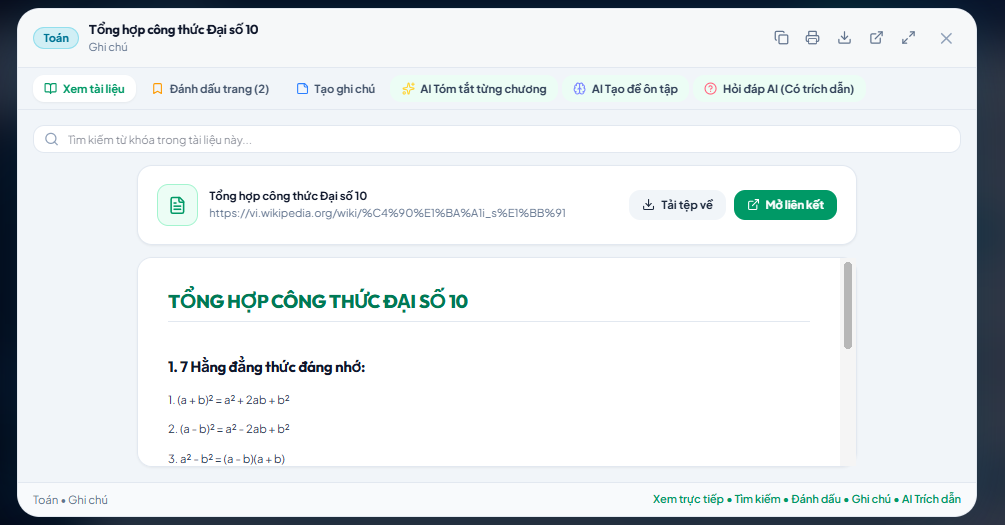 Toán
Tổng hợp công thức Đại số 10
Ghi chú
Xem tài liệu
Đánh dấu trang (2)
Tạo ghi chú
AI Tóm tắt từng chương
AI Tạo đề ôn tập
Hỏi đáp AI (Có trích dẫn)
Tìm kiếm từ khóa trong tài liệu này...
Tổng hợp công thức Đại số 10
https://vi.wikipedia.org/wiki/%C4%90%E1%BA%A1i_s%E1%BB%91
Tải tệp về
Mở liên kết
TỔNG HỢP CÔNG THỨC ĐẠI SỐ 10
1. 7 Hằng đẳng thức đáng nhớ:
1. (a + b)² = a² + 2ab + b²
2. (a - b)² = a² - 2ab + b²
3. a² - b² = (a - b)(a + b)
Toán • Ghi chú
Xem trực tiếp • Tìm kiếm • Đánh dấu • Ghi chú • AI Trích dẫn